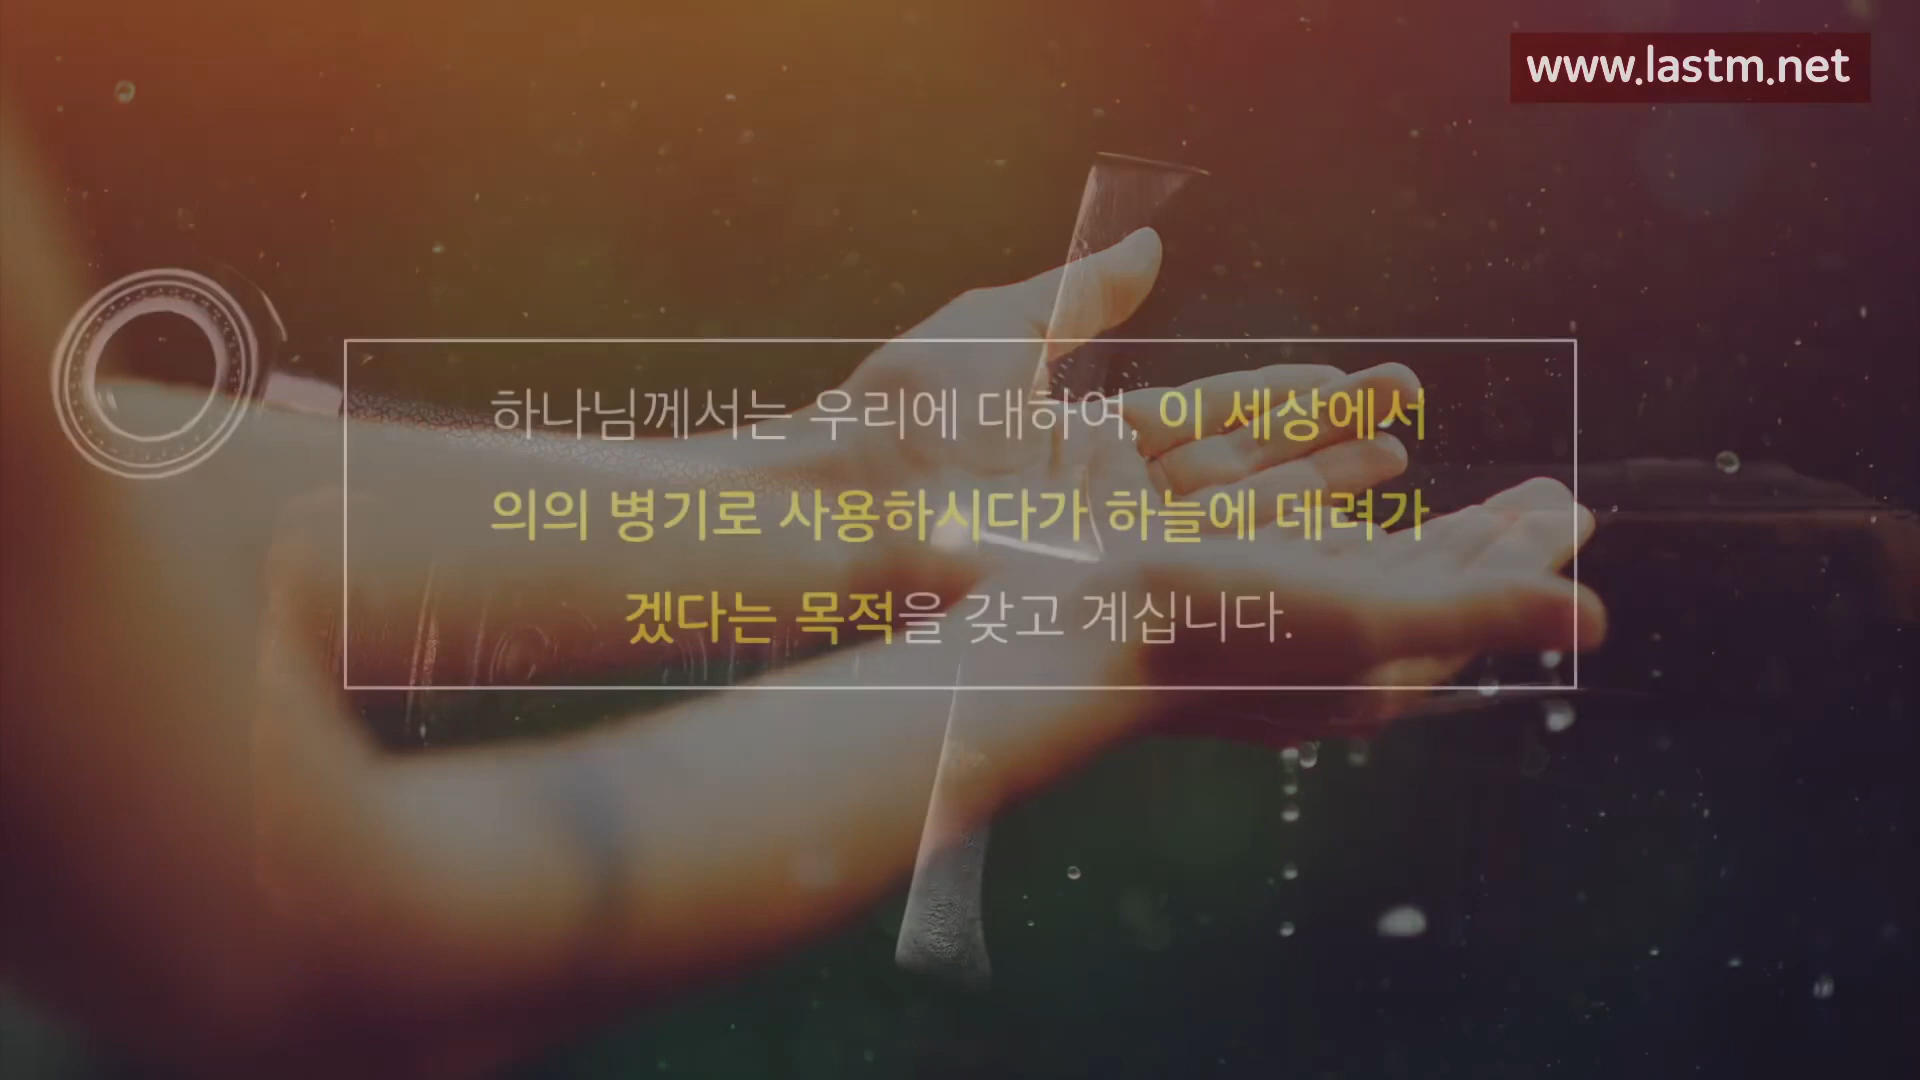 www.lastm.net
하나님께서는 우리에 대하여, 이 세상에서
의의 병기로 사용하시다가 하늘에 데려가
겠다는 목적을 갖고 계십니다.